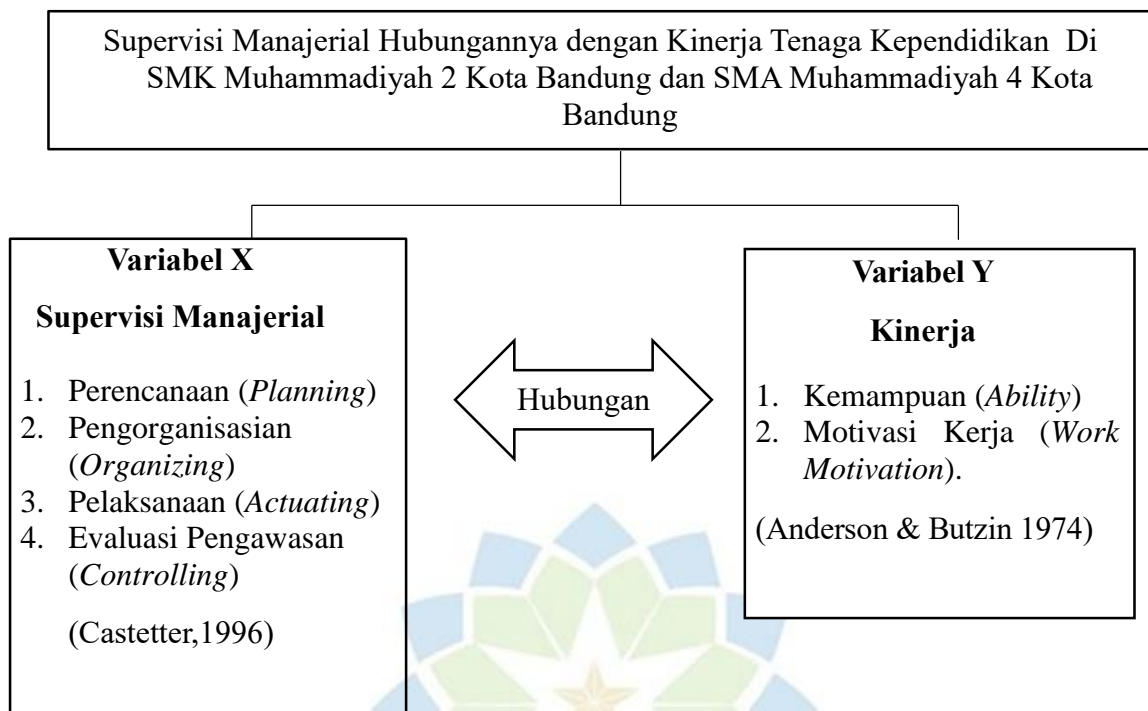 Supervisi Manajerial Hubungannya dengan Kinerja Tenaga Kependidikan Di
SMK Muhammadiyah 2 Kota Bandung dan SMA Muhammadiyah 4 Kota
Bandung
Variabel X
Supervisi Manajerial
1. Perencanaan (Planning)
2. Pengorganisasian
(Organizing)
3. Pelaksanaan (Actuating)
4. Evaluasi Pengawasan
(Controlling)
(Castetter,1996)
Hubungan
Variabel Y
Kinerja
1. Kemampuan (Ability)
2. Motivasi Kerja (Work
Motivation).
(Anderson & Butzin 1974)